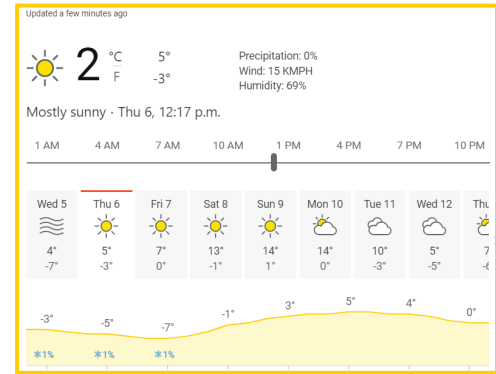 Updated a few minutes ago
2 °C F 5° -3°
Precipitation: 0%
Wind: 15 KMPH
Humidity: 69%
Mostly sunny · Thu 6, 12:17 p.m.
1 AM 4 AM 7 AM 10 AM 1 PM 4 PM 7 PM 10 PM
Wed 5 Thu 6 Fri 7 Sat 8 Sun 9 Mon 10 Tue 11 Wed 12 Thu
4° 5° 7° 13° 14° 14° 10° 5° 7
-7° -3° 0° -1° 1° 0° -3° -5° -6
-3° -5° -7° -1° 3° 5° 4° 0°
1% 1% 1%